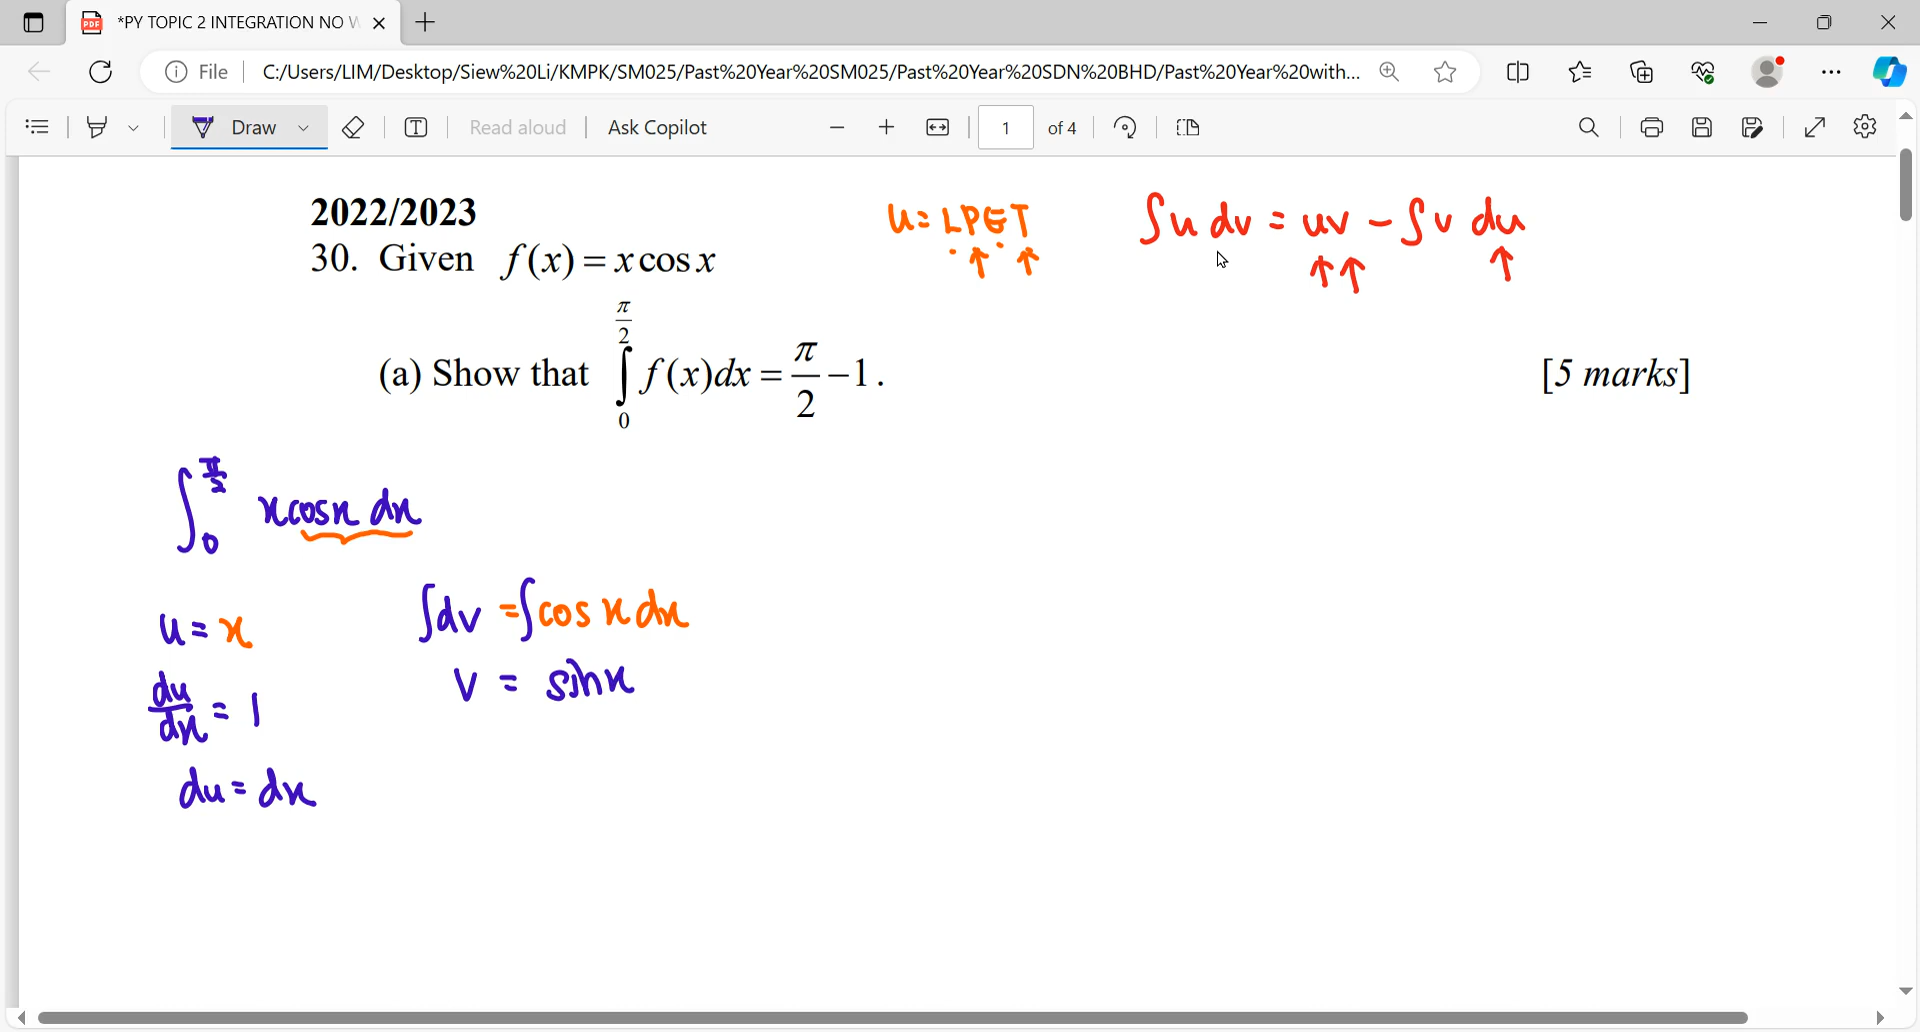 *PY TOPIC 2 INTEGRATION NO W
File
C:/Users/LIM/Desktop/Siew%20Li/KMPK/SM025/Past%20Year%20SM025/Past%20Year%20SDN%20BHD/Past%20Year%20with...
Draw
Read aloud
Ask Copilot
1 of 4
2022/2023
u = LPET
∫u dv = uv - ∫v du
30. Given f(x) = x cos x
(a) Show that ∫₀^(π/2) f(x)dx = π/2 − 1.
[5 marks]
∫₀^(π/2) x cos x dx
u = x
∫dv = ∫cos x dx
du/dx = 1
v = sin x
du = dx